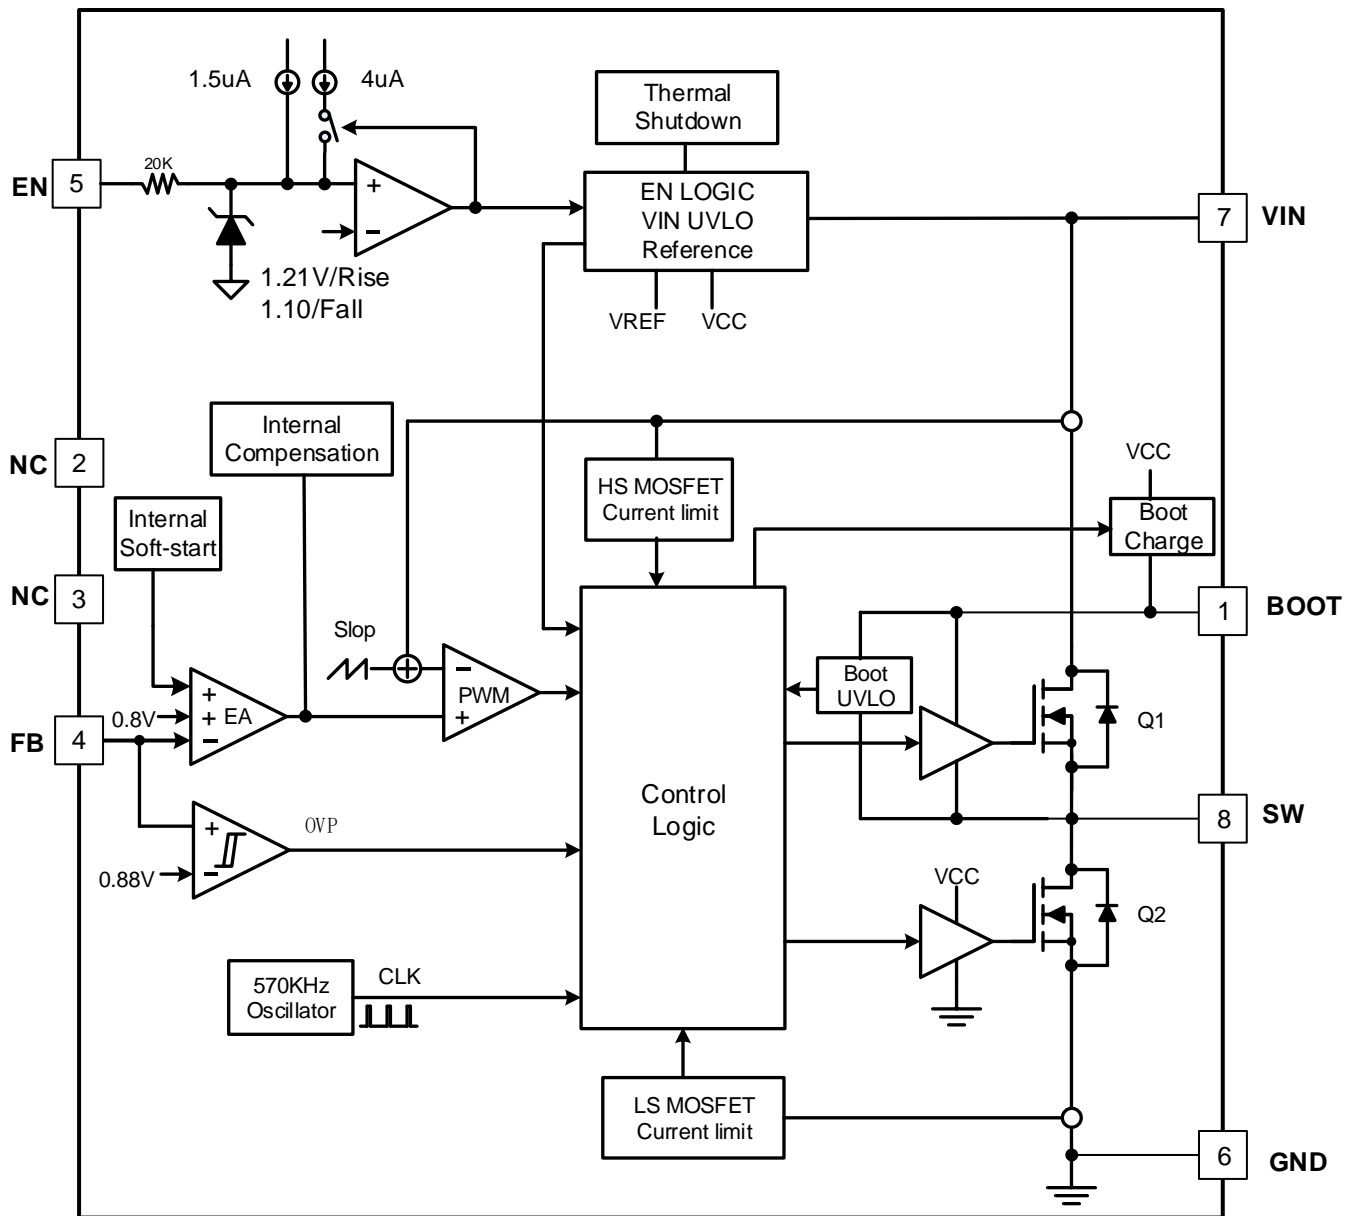 1.5uA
4uA
Thermal
Shutdown
EN
5
20K
+
−
EN LOGIC
VIN UVLO
Reference
7
VIN
1.21V/Rise
1.10/Fall
VREF
VCC
Internal
Compensation
NC
2
HS MOSFET
Current limit
VCC
Boot
Charge
Internal
Soft-start
NC
3
1
BOOT
Slop
−
PWM
+
Boot
UVLO
+
+
EA
−
0.8V
FB
4
Q1
Control
Logic
8
SW
+
−
OVP
0.88V
VCC
Q2
570KHz
Oscillator
CLK
LS MOSFET
Current limit
6
GND